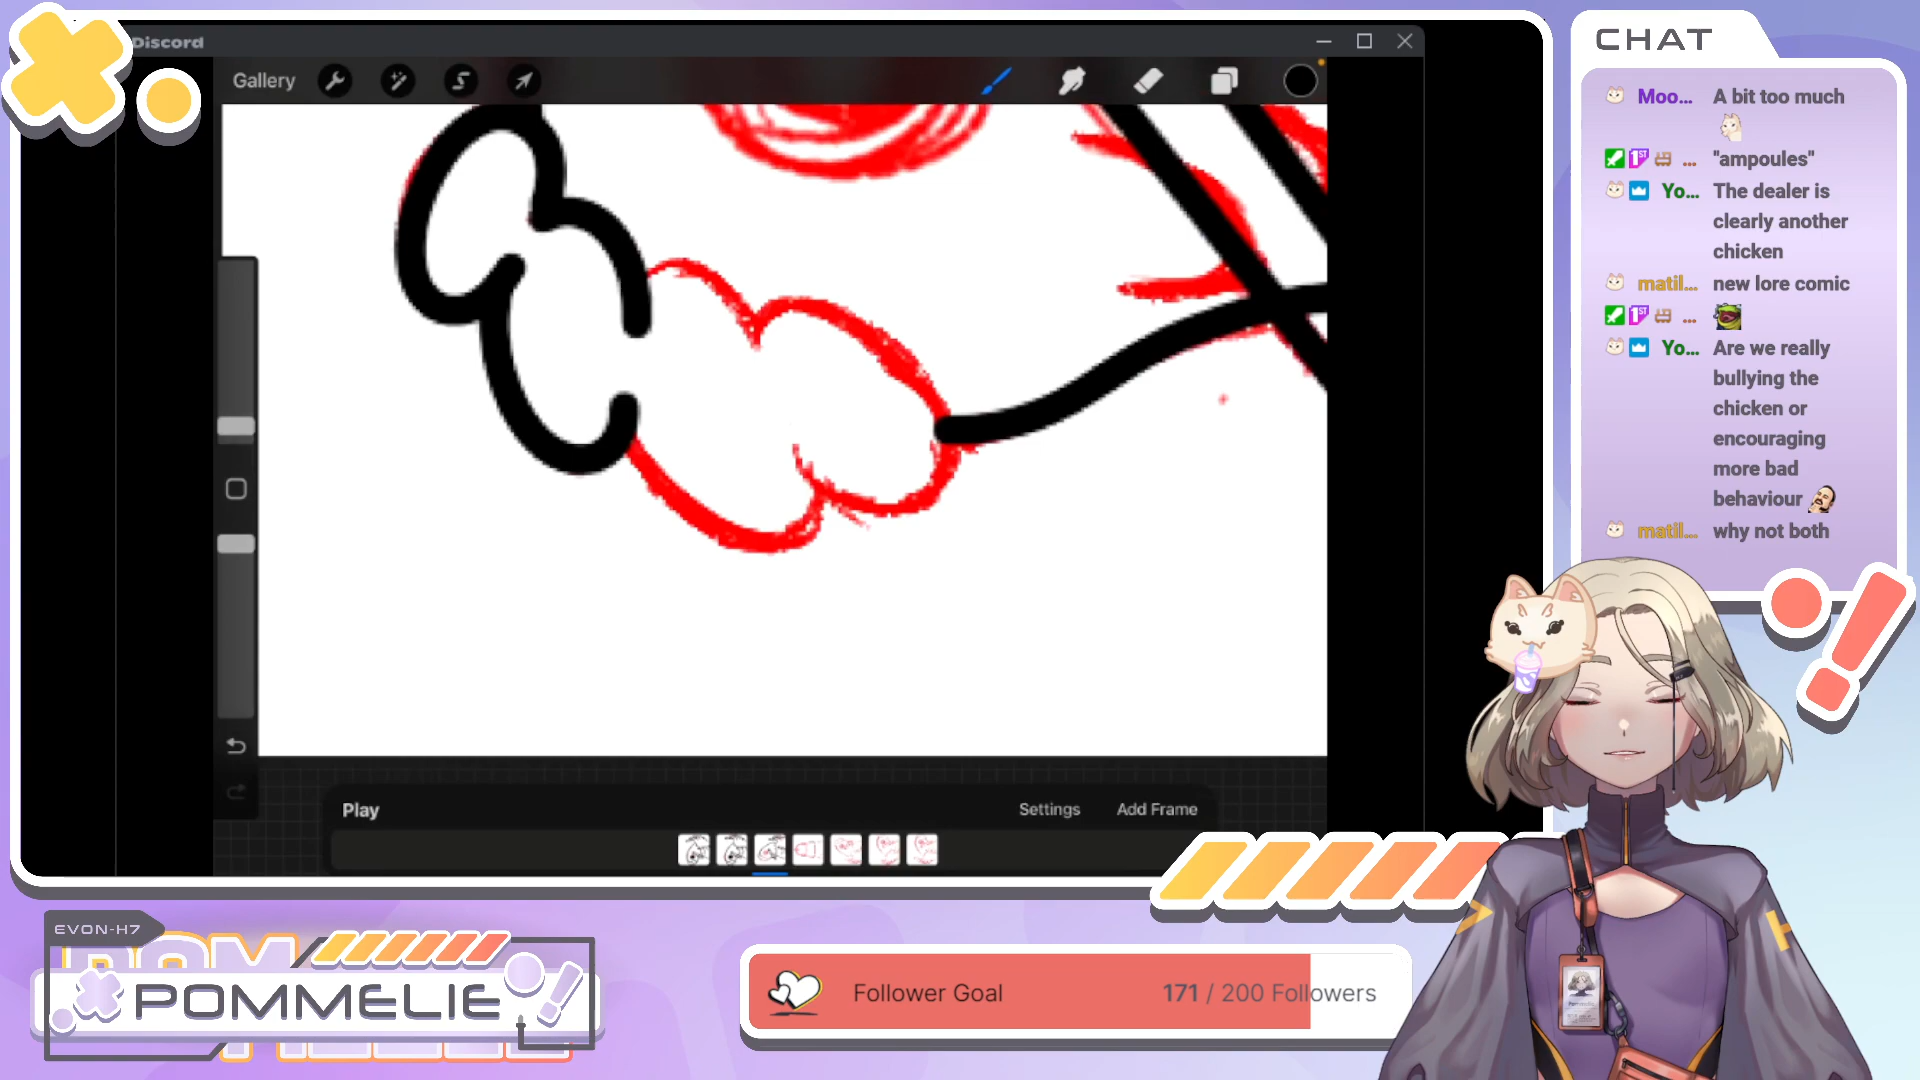 Discord
Gallery
CHAT
Moo... A bit too much
1ST ... "ampoules"
Yo... The dealer is
clearly another
chicken
matil... new lore comic
1ST ...
Yo... Are we really
bullying the
chicken or
encouraging
more bad
behaviour
matil... why not both
Play
Settings
Add Frame
EVON-H7
POMMELIE
Follower Goal
171 / 200 Followers